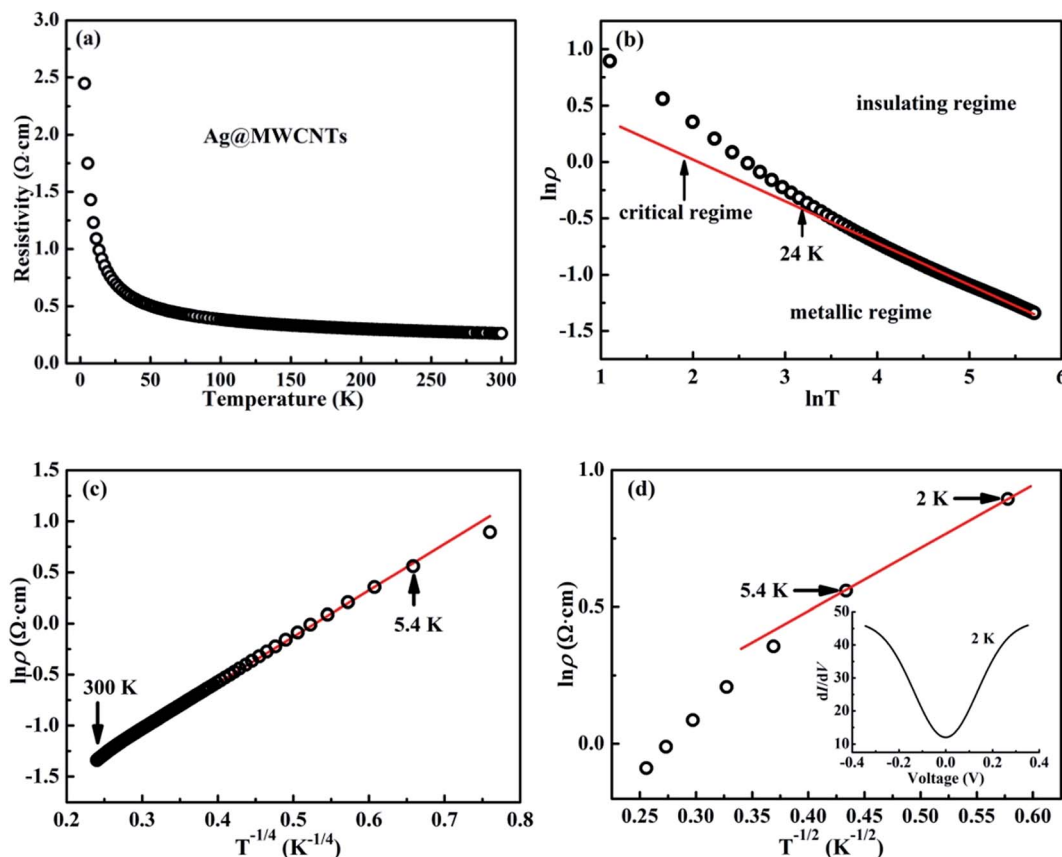 (a)
Ag@MWCNTs
Resistivity (Ω·cm)
3.0
2.5
2.0
1.5
1.0
0.5
0.0
0 50 100 150 200 250 300
Temperature (K)
(b)
insulating regime
critical regime
24 K
metallic regime
lnρ
1.0
0.5
0.0
-0.5
-1.0
-1.5
1 2 3 4 5 6
lnT
(c)
5.4 K
300 K
lnρ (Ω·cm)
1.5
1.0
0.5
0.0
-0.5
-1.0
-1.5
0.2 0.3 0.4 0.5 0.6 0.7 0.8
T^-1/4 (K^-1/4)
(d)
2 K
5.4 K
lnρ (Ω·cm)
1.0
0.5
0.0
0.25 0.30 0.35 0.40 0.45 0.50 0.55 0.60
T^-1/2 (K^-1/2)
2 K
dI/dV
50
40
30
20
10
-0.4 -0.2 0.0 0.2 0.4
Voltage (V)